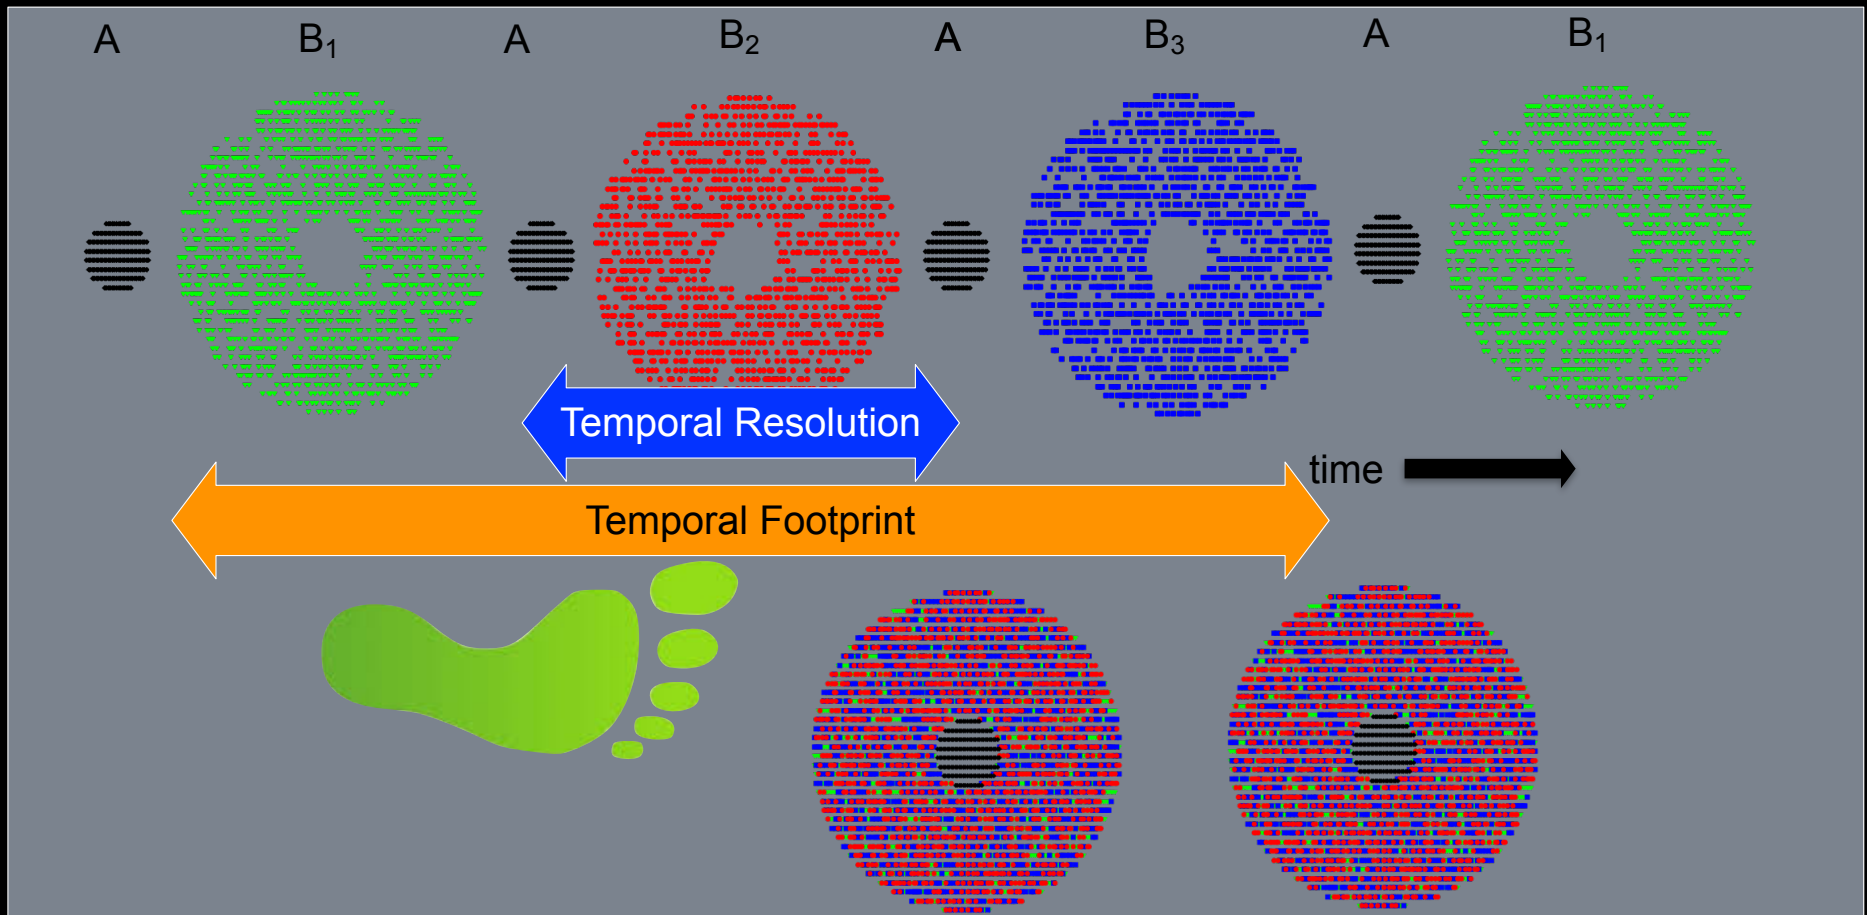 A B₁ A B₂ A B₃ A B₁
Temporal Resolution
time
Temporal Footprint